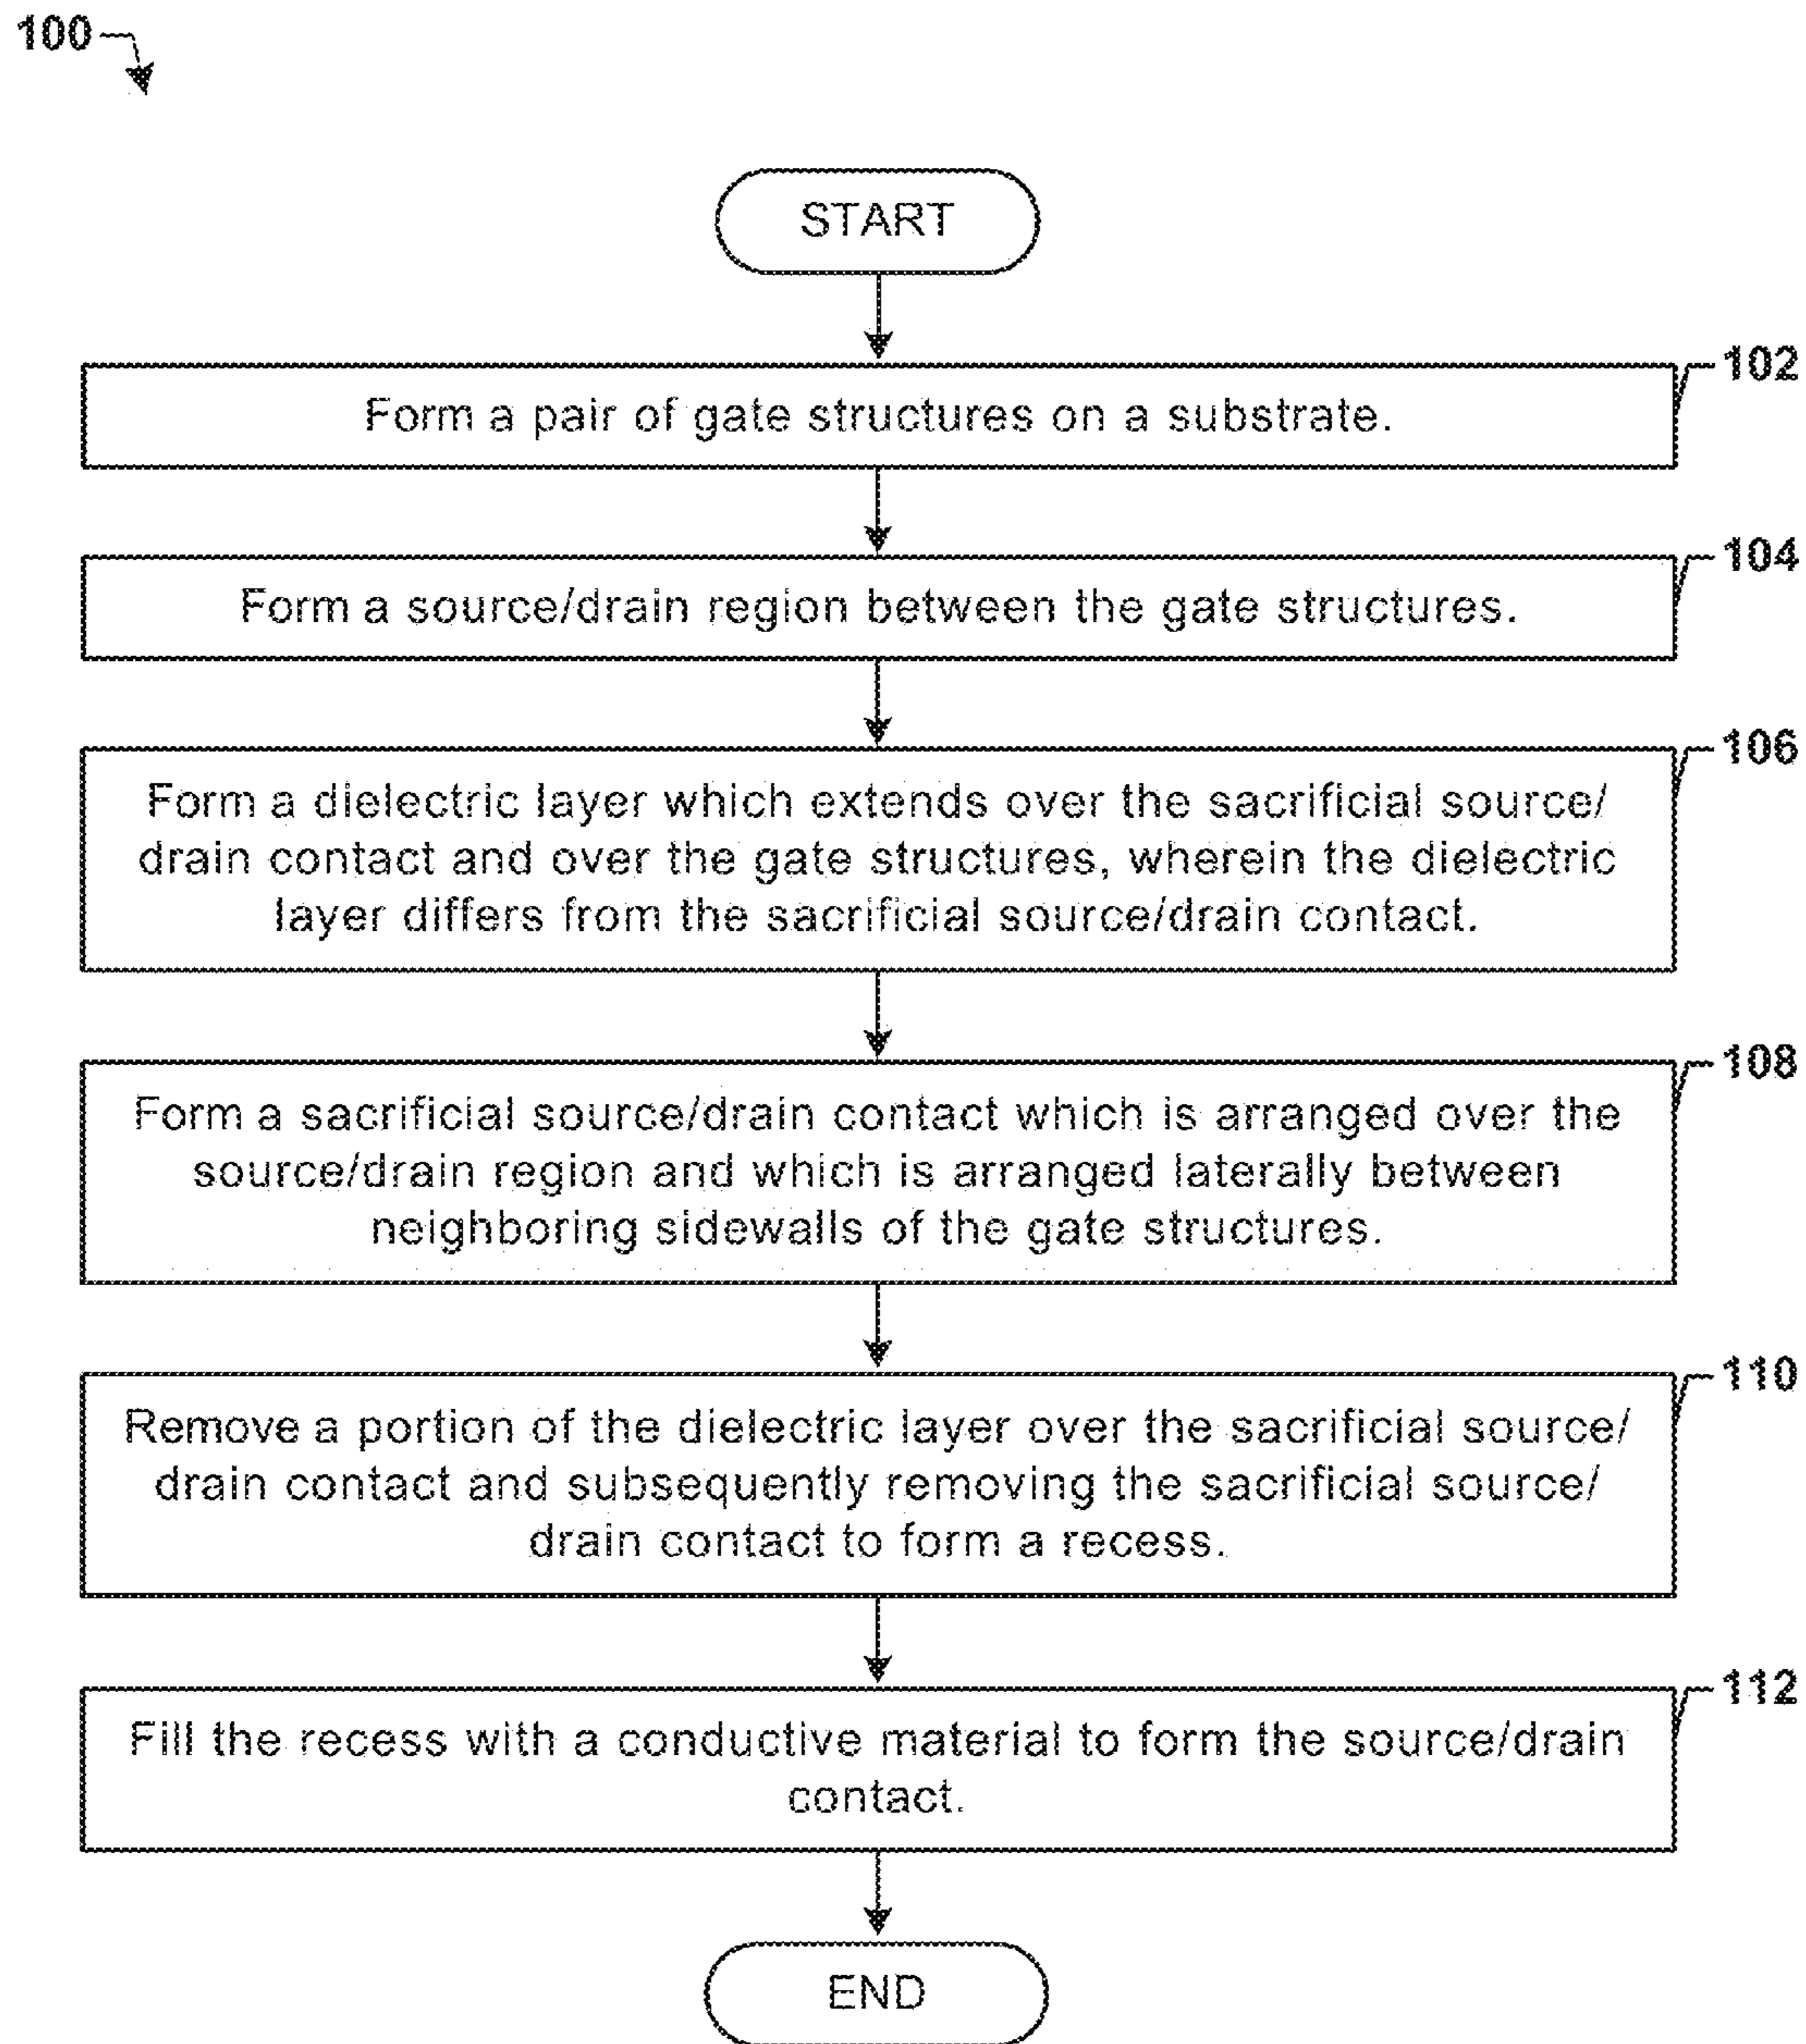 100
START
102
Form a pair of gate structures on a substrate.
104
Form a source/drain region between the gate structures.
106
Form a dielectric layer which extends over the sacrificial source/
drain contact and over the gate structures, wherein the dielectric
layer differs from the sacrificial source/drain contact.
108
Form a sacrificial source/drain contact which is arranged over the
source/drain region and which is arranged laterally between
neighboring sidewalls of the gate structures.
110
Remove a portion of the dielectric layer over the sacrificial source/
drain contact and subsequently removing the sacrificial source/
drain contact to form a recess.
112
Fill the recess with a conductive material to form the source/drain
contact.
END